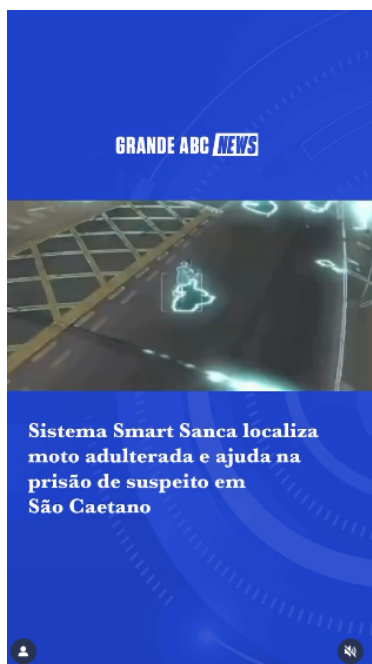 GRANDE ABC NEWS
Sistema Smart Sanca localiza
moto adulterada e ajuda na
prisão de suspeito em
São Caetano